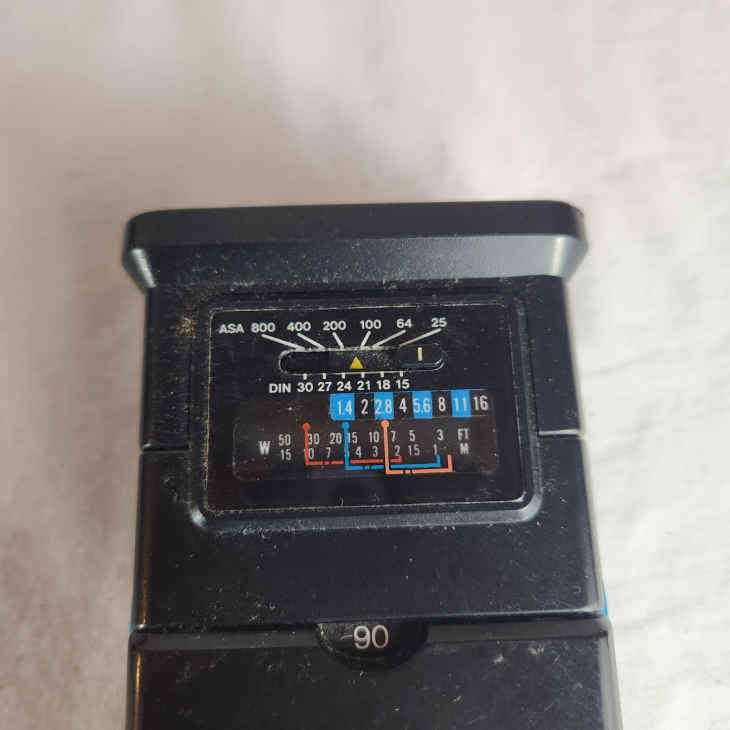 ASA 800 400 200 100 64 25
DIN 30 27 24 21 18 15
1.4 2 2.8 4 5.6 8 11 16
W 50 30 20 15 10 7 5 3 FT
15 10 7 4 3 2 1.5 1 M
90